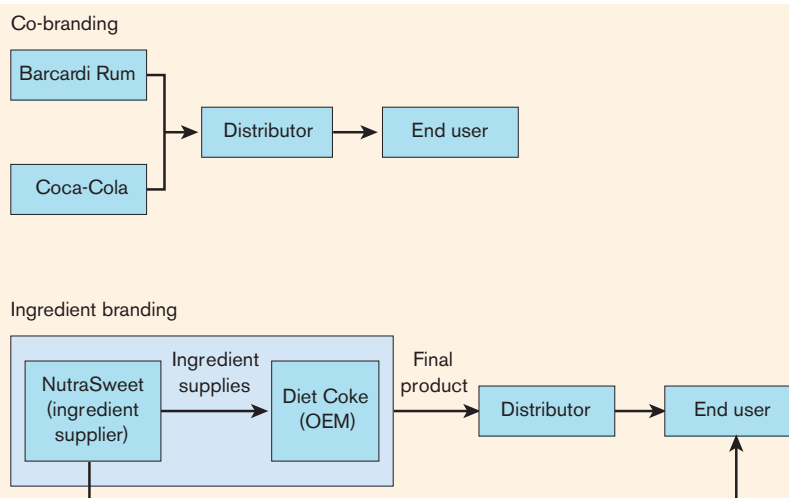 Co-branding
Barcardi Rum
Distributor
End user
Coca-Cola
Ingredient branding
NutraSweet
(ingredient
supplier)
Ingredient
supplies
Diet Coke
(OEM)
Final
product
Distributor
End user